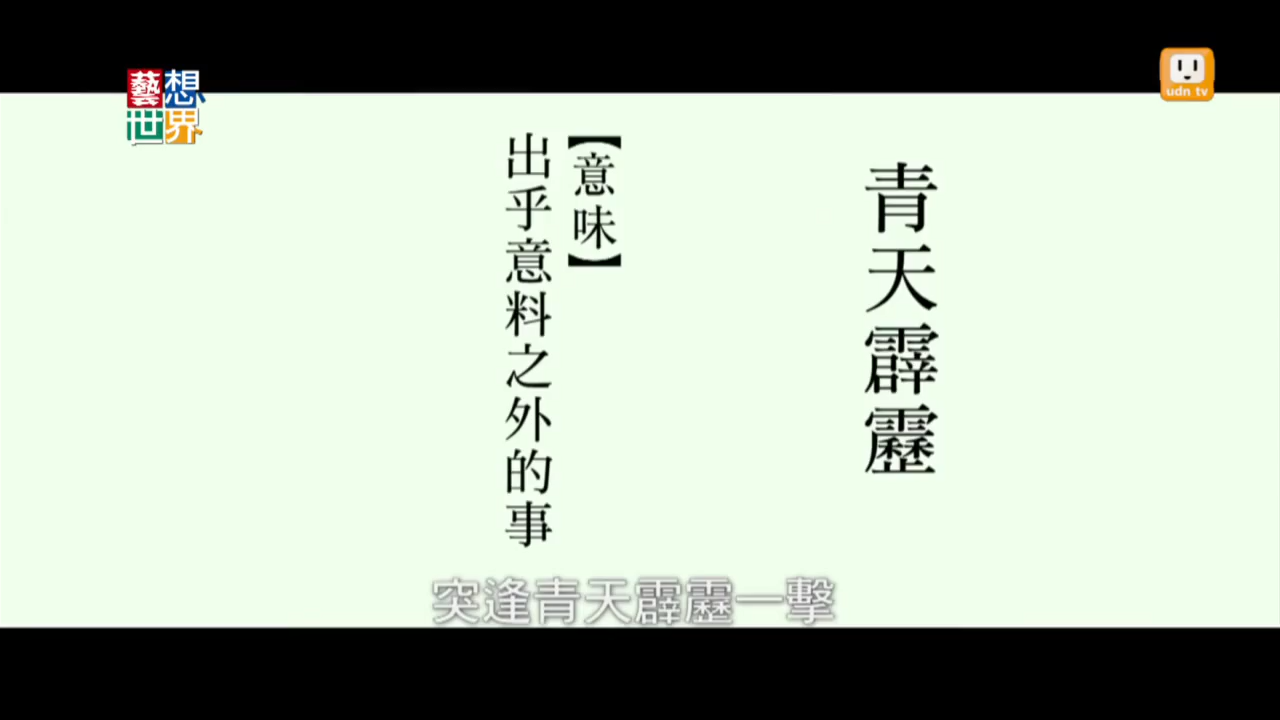 藝想
世界
udn tv
青天霹靂
【意味】
出乎意料之外的事
突逢青天霹靂一擊